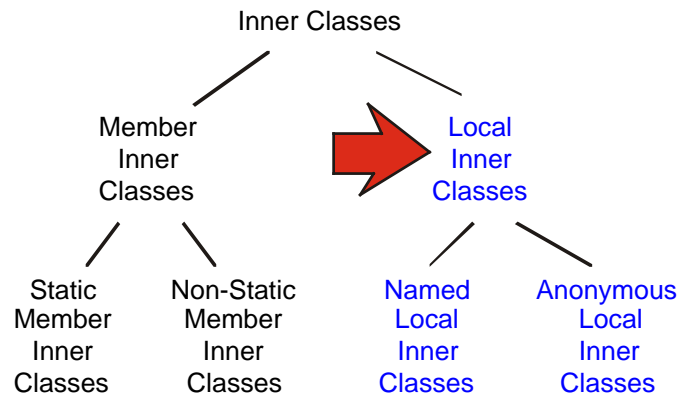 Inner Classes
Member
Inner
Classes
Local
Inner
Classes
Static
Member
Inner
Classes
Non-Static
Member
Inner
Classes
Named
Local
Inner
Classes
Anonymous
Local
Inner
Classes